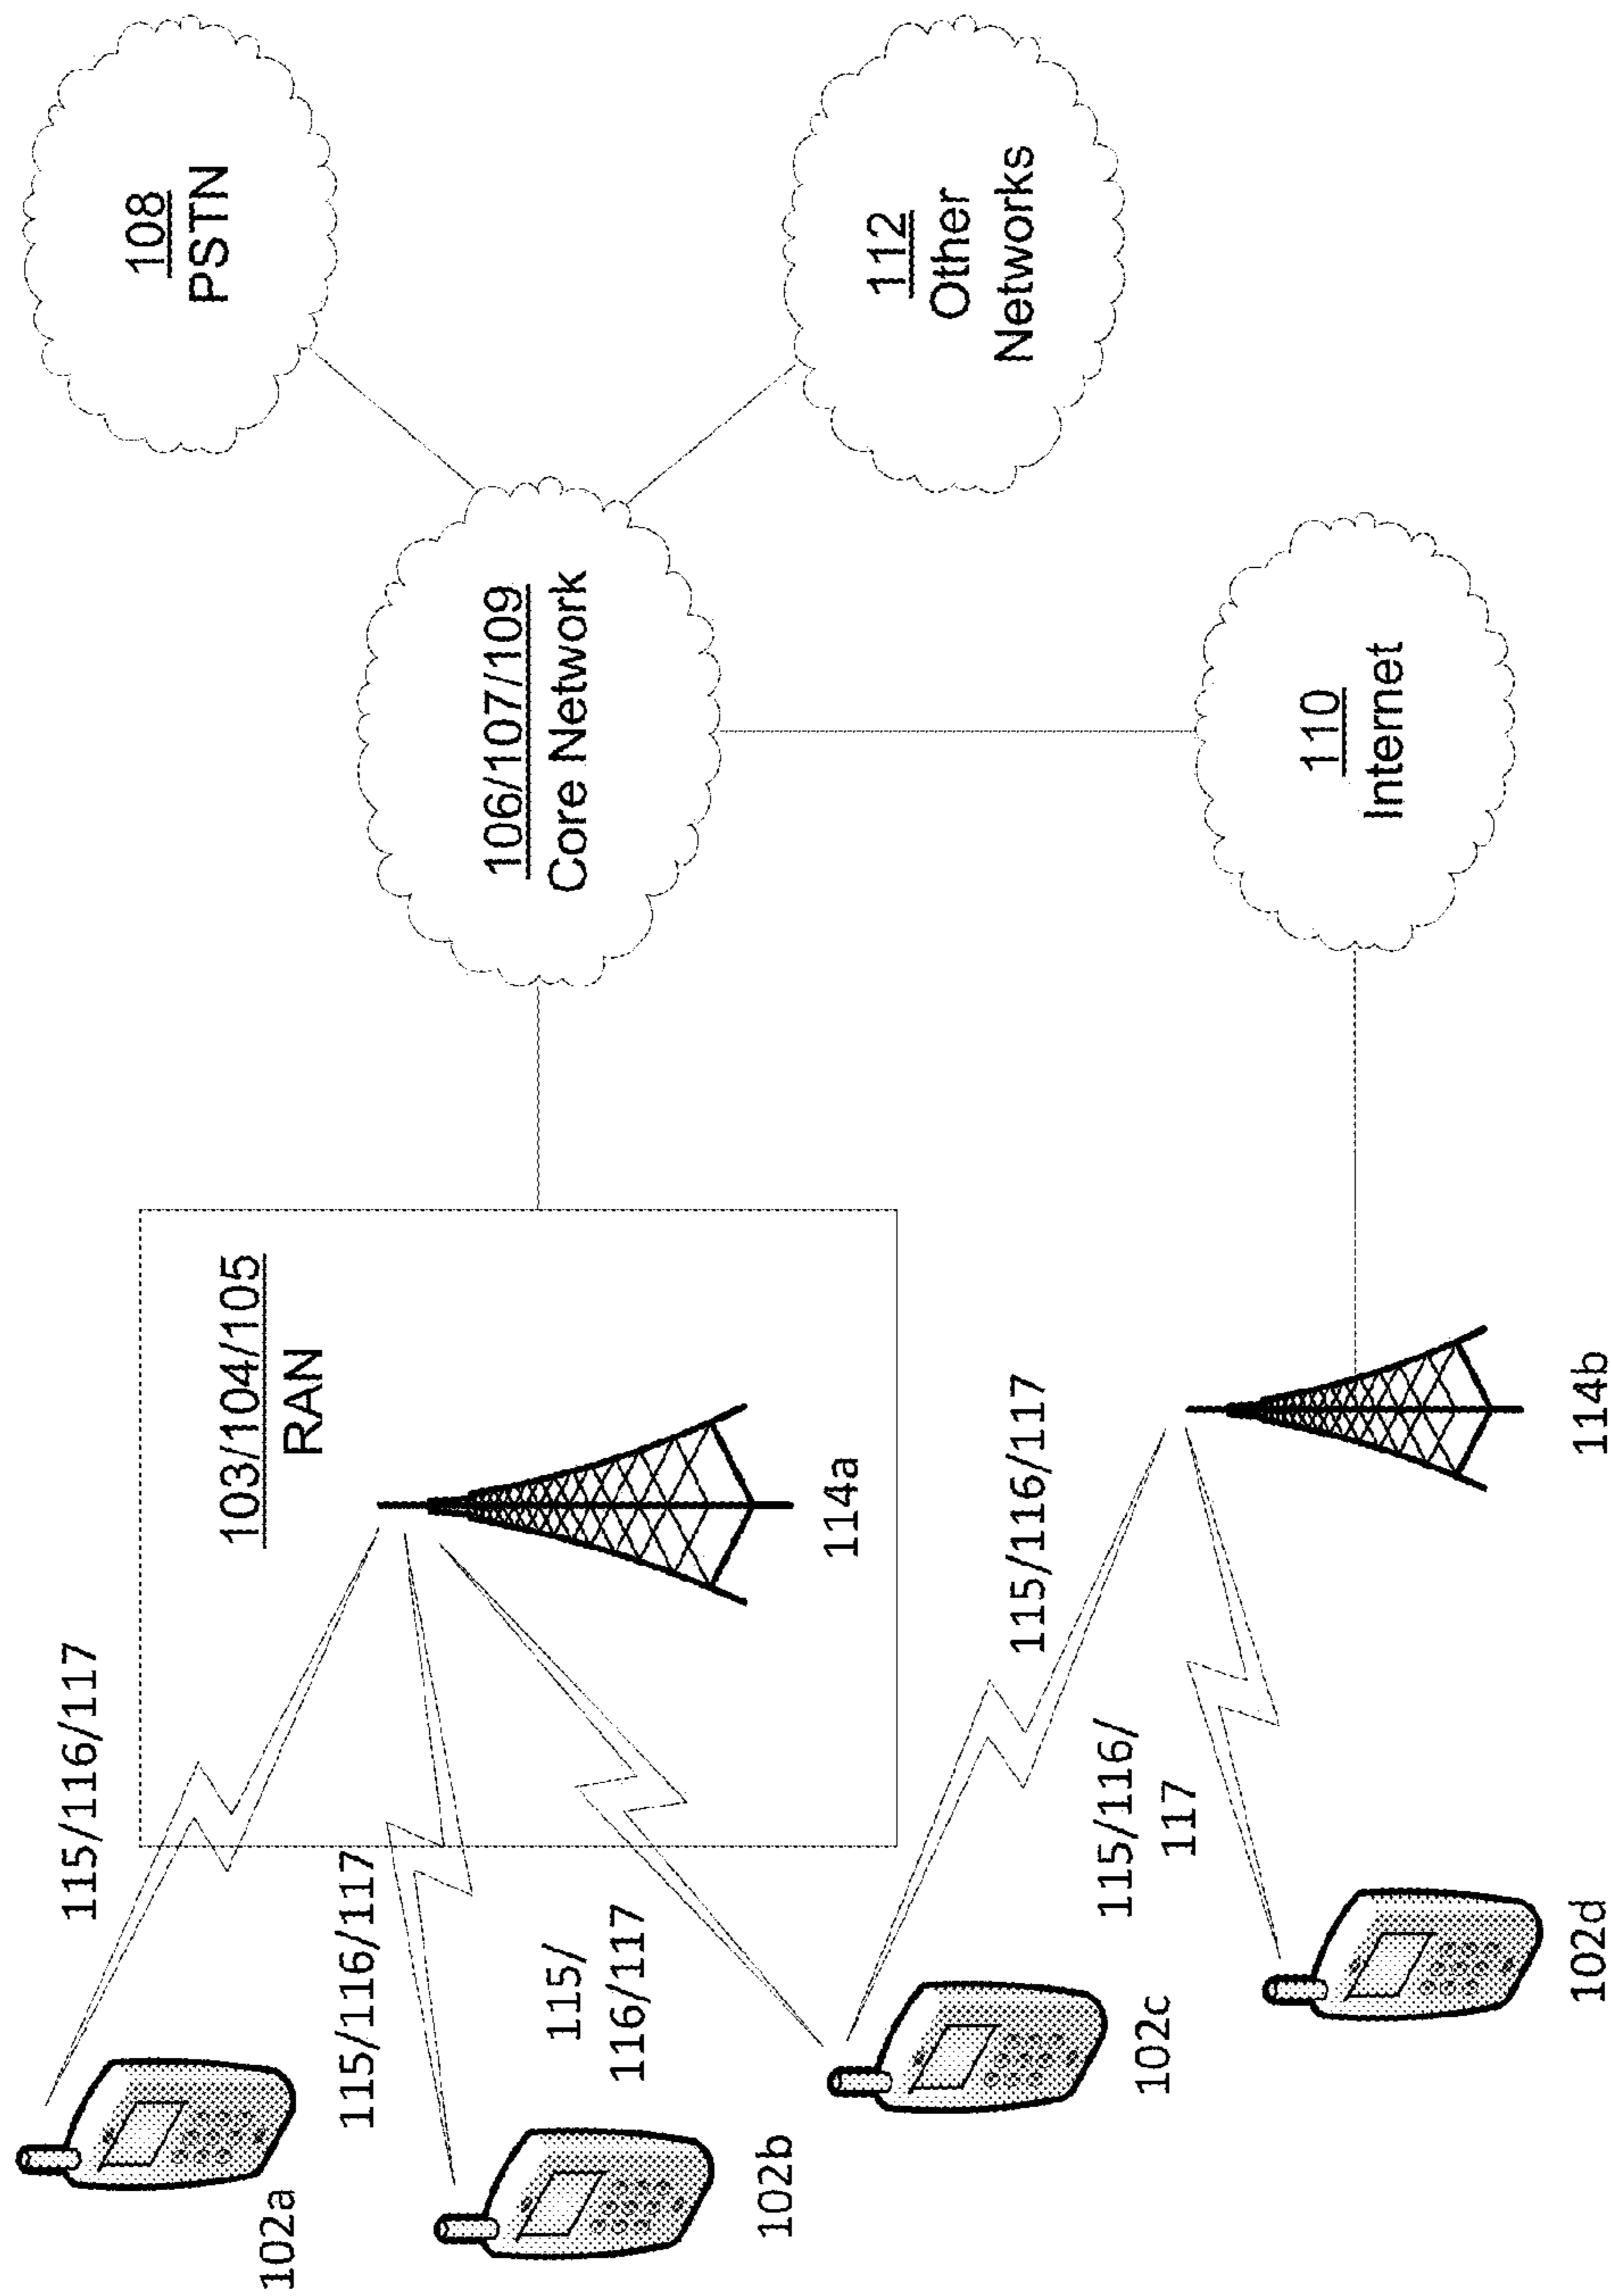 102a
115/116/117
103/104/105
RAN
108
PSTN
102b
115/116/117
114a
106/107/109
Core Network
115/
116/117
112
Other
Networks
102c
115/116/117
102d
115/116/
117
114b
110
Internet